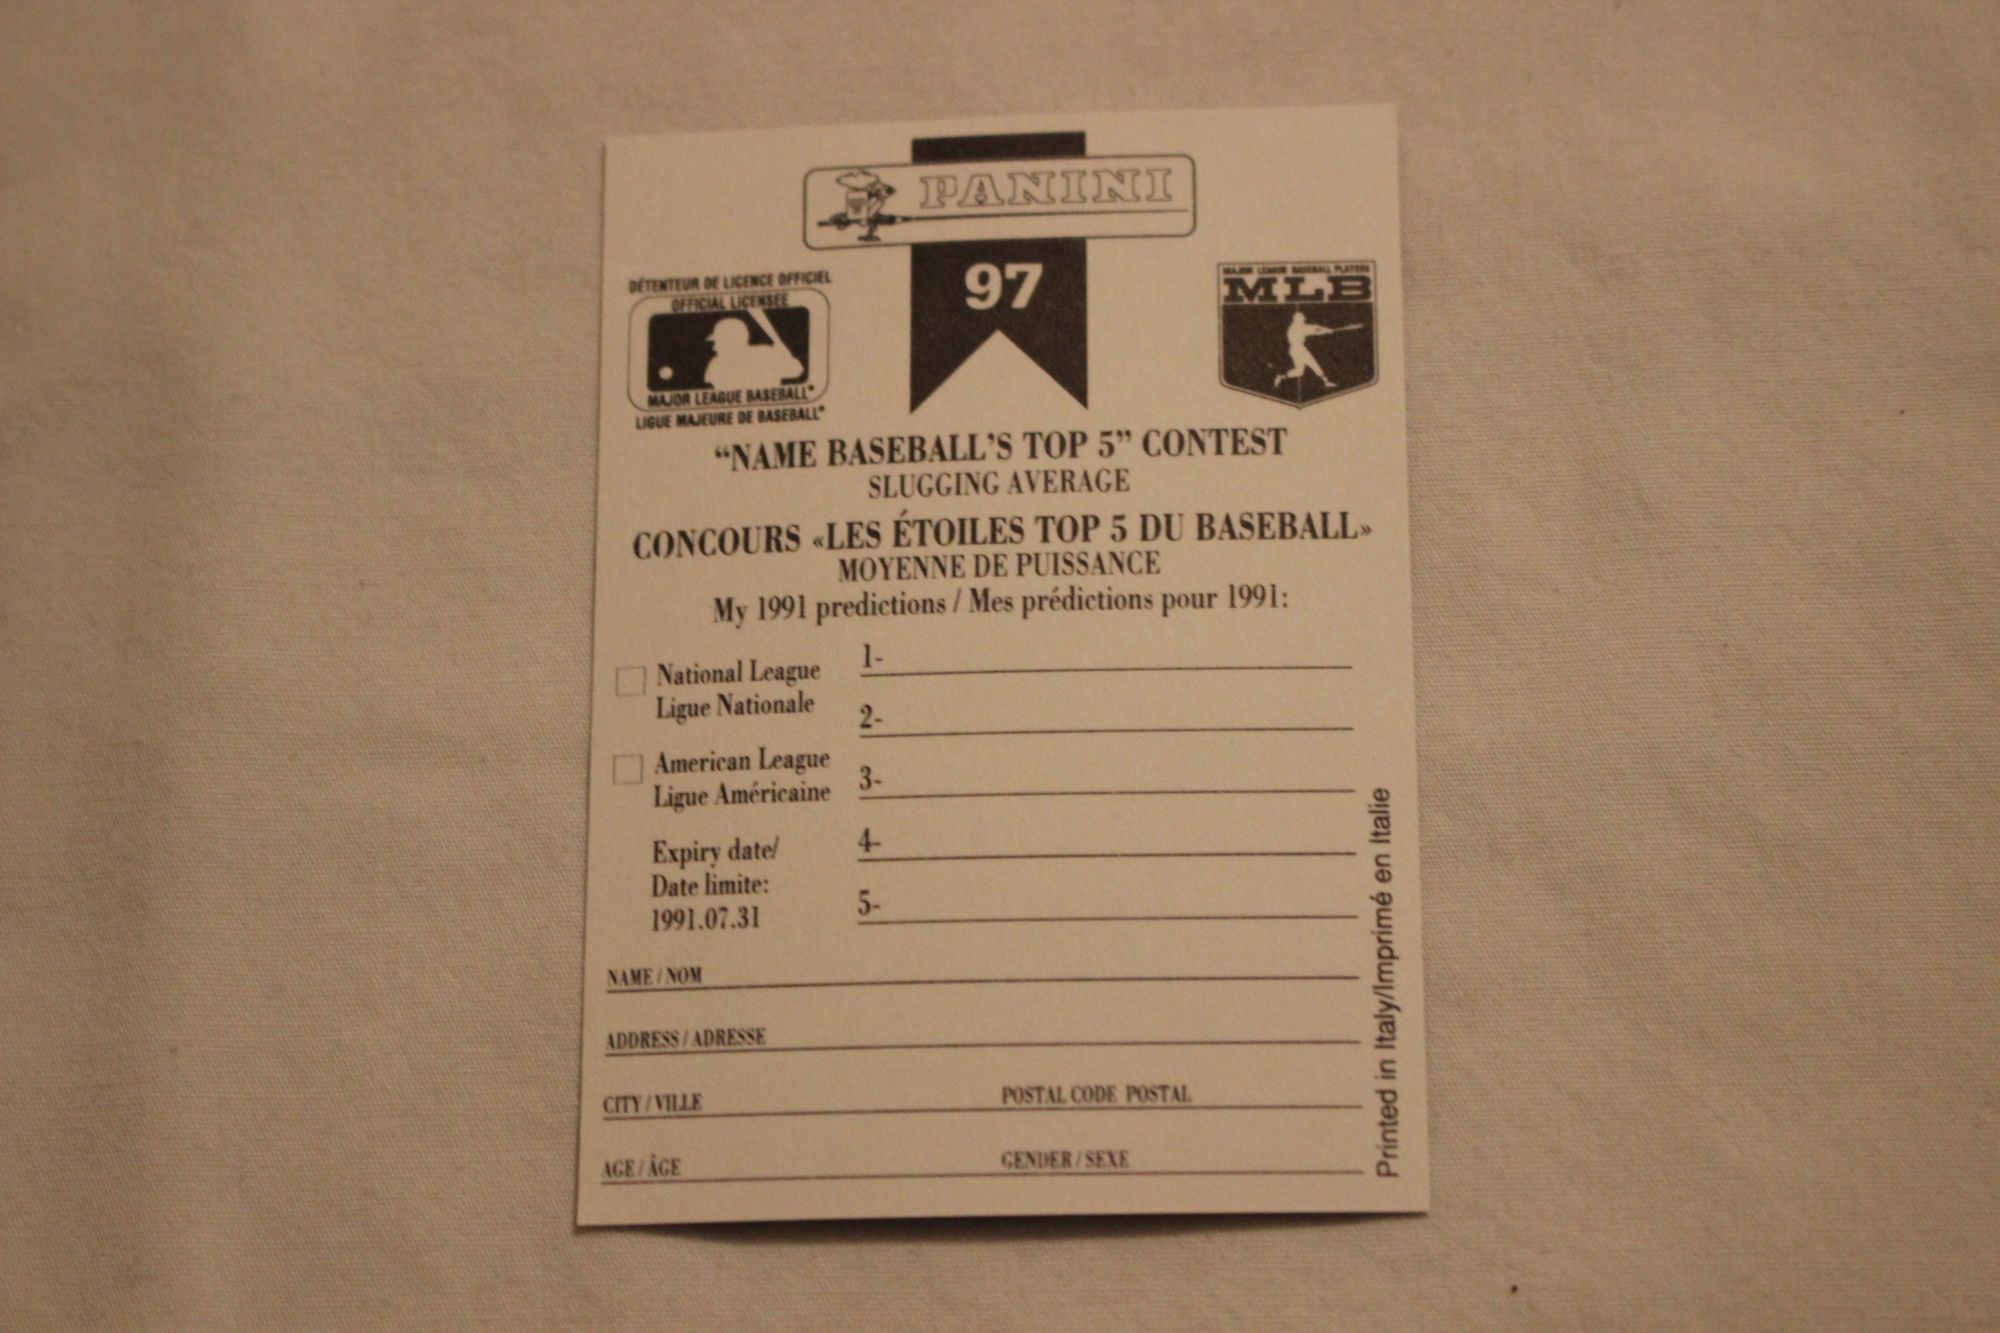 PANINI
97
DÉTENTEUR DE LICENCE OFFICIEL
OFFICIAL LICENSEE
MAJOR LEAGUE BASEBALL®
LIGUE MAJEURE DE BASEBALL®
MAJOR LEAGUE BASEBALL PLAYERS
MLB
“NAME BASEBALL’S TOP 5” CONTEST
SLUGGING AVERAGE
CONCOURS «LES ÉTOILES TOP 5 DU BASEBALL»
MOYENNE DE PUISSANCE
My 1991 predictions / Mes prédictions pour 1991:
National League
Ligue Nationale
American League
Ligue Américaine
Expiry date/
Date limite:
1991.07.31
1-
2-
3-
4-
5-
NAME / NOM
ADDRESS / ADRESSE
CITY / VILLE POSTAL CODE POSTAL
AGE / ÂGE GENDER / SEXE
Printed in Italy/Imprimé en Italie